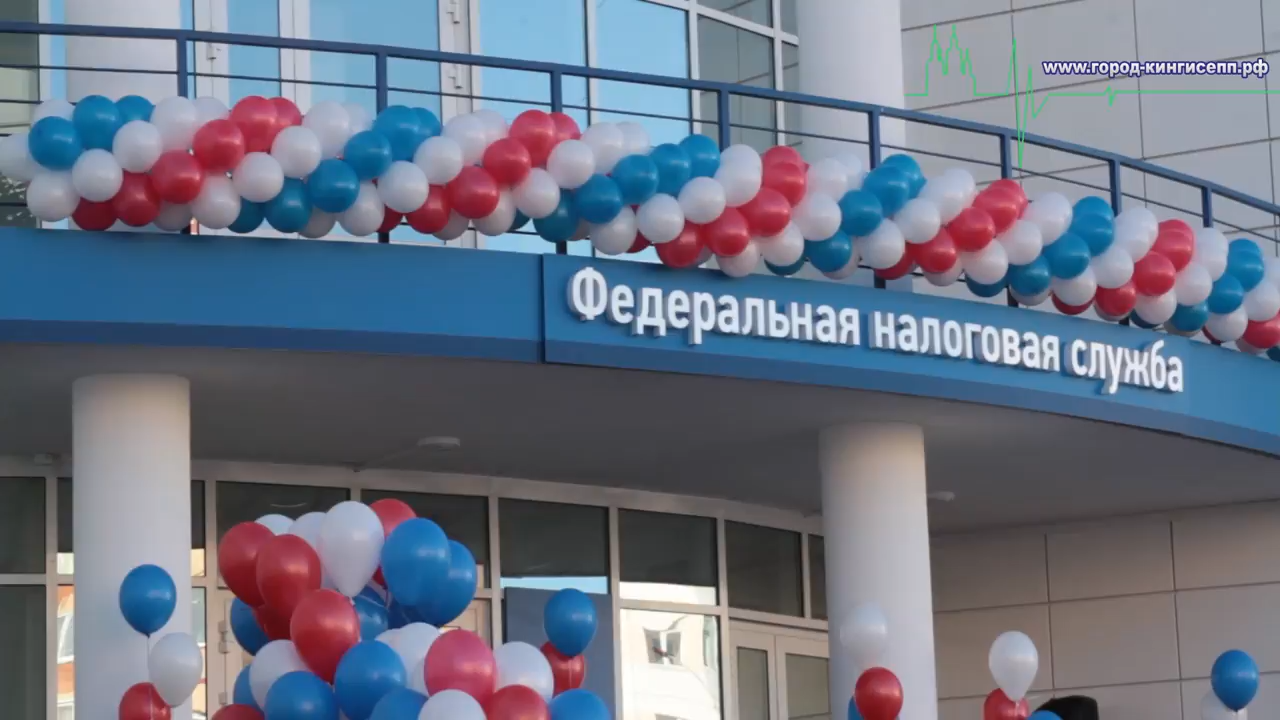 www.город-кингисепп.рф
Федеральная налоговая служба